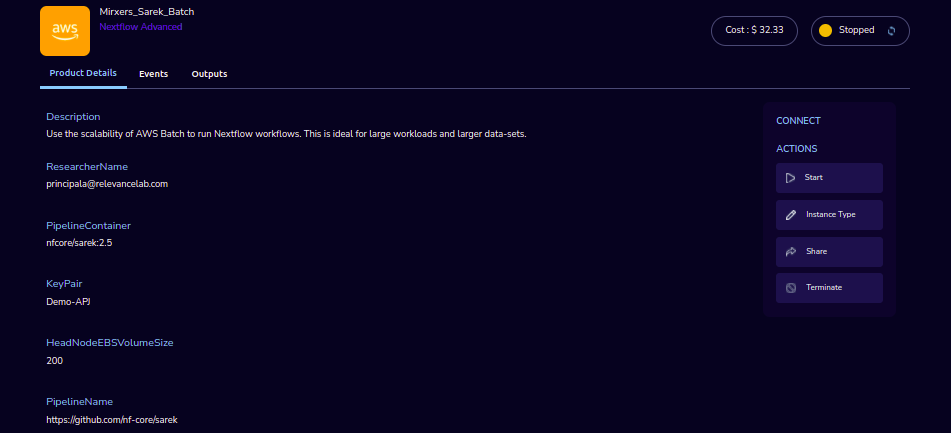 aws
Mirxers_Sarek_Batch
Nextflow Advanced
Cost : $ 32.33
Stopped
Product Details
Events
Outputs
Description
Use the scalability of AWS Batch to run Nextflow workflows. This is ideal for large workloads and larger data-sets.
ResearcherName
principala@relevancelab.com
PipelineContainer
nfcore/sarek:2.5
KeyPair
Demo-APJ
HeadNodeEBSVolumeSize
200
PipelineName
https://github.com/nf-core/sarek
CONNECT
ACTIONS
Start
Instance Type
Share
Terminate